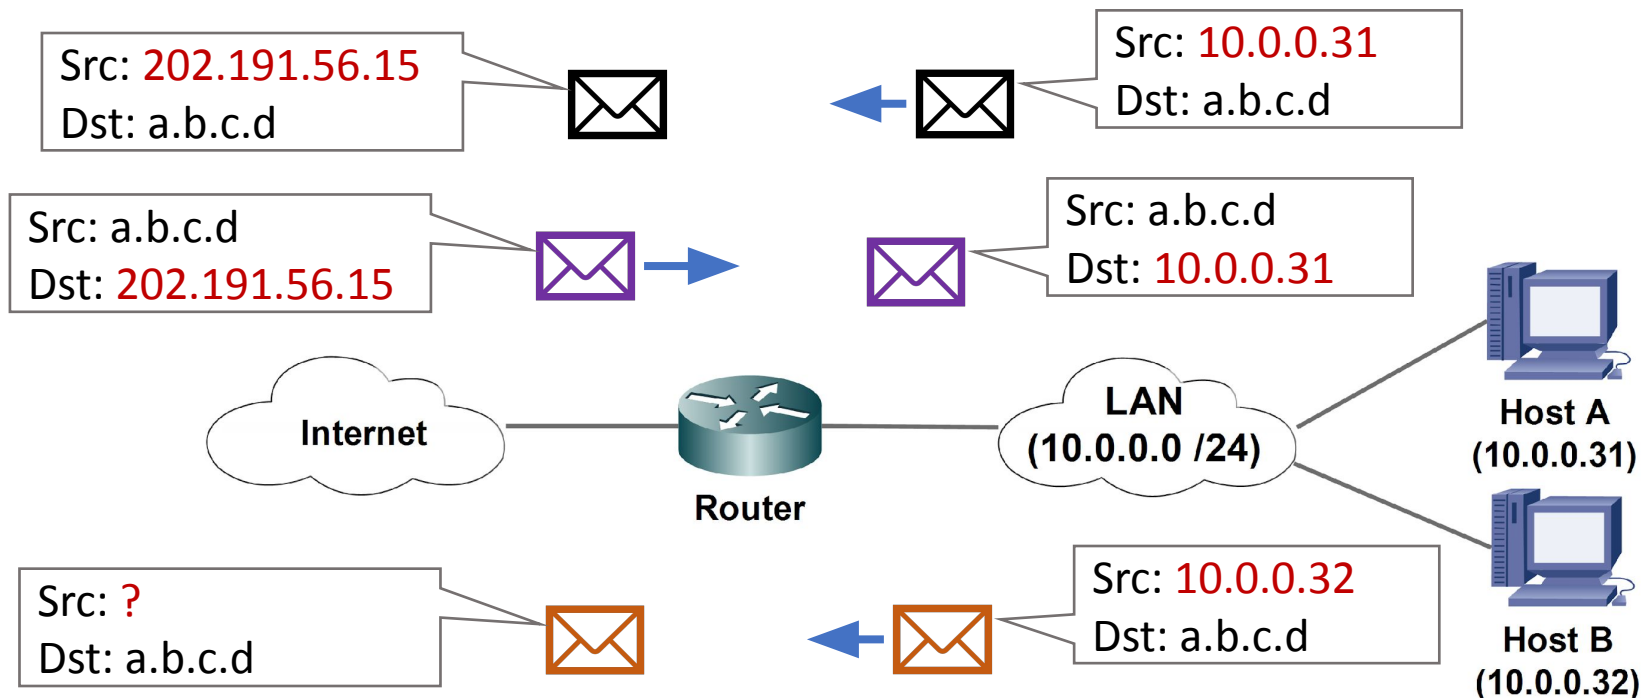 Src: 202.191.56.15
Dst: a.b.c.d
Src: 10.0.0.31
Dst: a.b.c.d
Src: a.b.c.d
Dst: 202.191.56.15
Src: a.b.c.d
Dst: 10.0.0.31
Internet
Router
LAN
(10.0.0.0 /24)
Host A
(10.0.0.31)
Src: ?
Dst: a.b.c.d
Src: 10.0.0.32
Dst: a.b.c.d
Host B
(10.0.0.32)